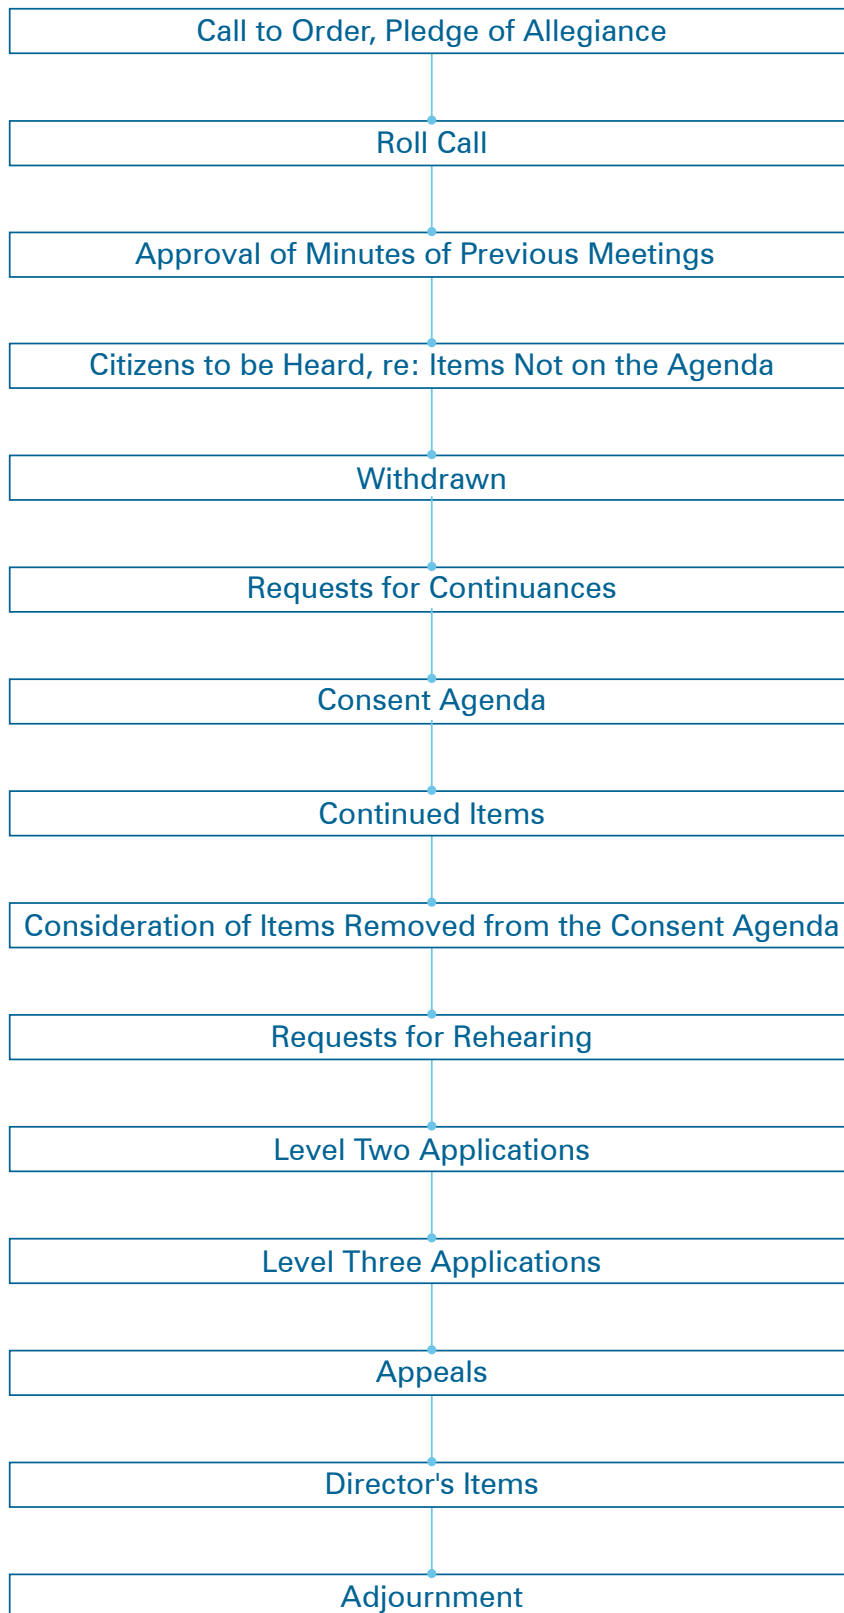 Call to Order, Pledge of Allegiance
Roll Call
Approval of Minutes of Previous Meetings
Citizens to be Heard, re: Items Not on the Agenda
Withdrawn
Requests for Continuances
Consent Agenda
Continued Items
Consideration of Items Removed from the Consent Agenda
Requests for Rehearing
Level Two Applications
Level Three Applications
Appeals
Director's Items
Adjournment